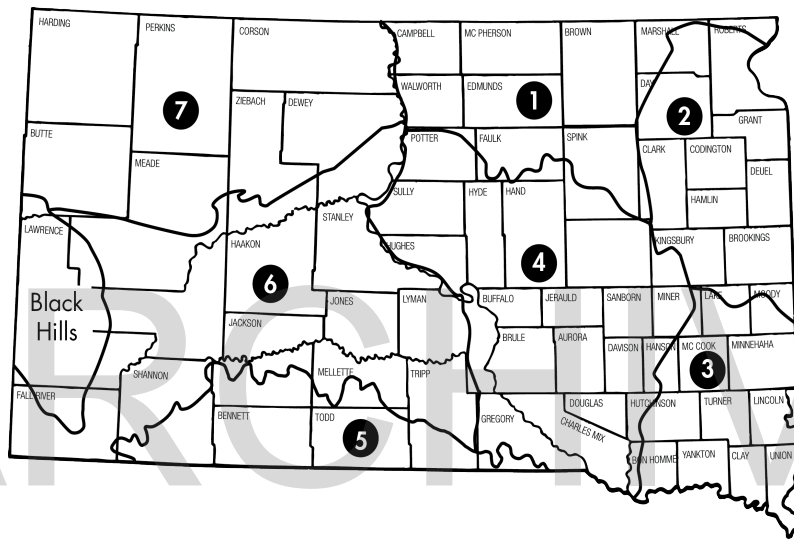 HARDING
PERKINS
CORSON
CAMPBELL
MC PHERSON
BROWN
MARSHALL
ROBERTS
WALWORTH
EDMUNDS
DAY
7
ZIEBACH
DEWEY
1
2
GRANT
BUTTE
MEADE
POTTER
FAULK
SPINK
CLARK
CODINGTON
DEUEL
SULLY
HYDE
HAND
HAMLIN
STANLEY
LAWRENCE
HAAKON
HUGHES
KINGSBURY
BROOKINGS
6
4
Black
Hills
JONES
LYMAN
BUFFALO
JERAULD
SANBORN
MINER
LAKE
MOODY
JACKSON
BRULE
AURORA
DAVISON
HANSON
MC COOK
MINNEHAHA
SHANNON
MELLETTE
TRIPP
3
FALL RIVER
DOUGLAS
HUTCHINSON
TURNER
LINCOLN
BENNETT
TODD
GREGORY
CHARLES MIX
5
BON HOMME
YANKTON
CLAY
UNION
ARCHIV